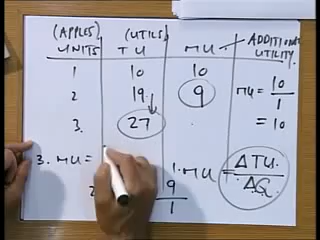 (APPLES) (UTILS) ADDITIONAL
UNITS TU MU UTILITY
1 10 10
2 19 9 MU = 10/1
3. 27 = 10
3. MU = 1. MU = ΔTU/ΔQ
2 9/1